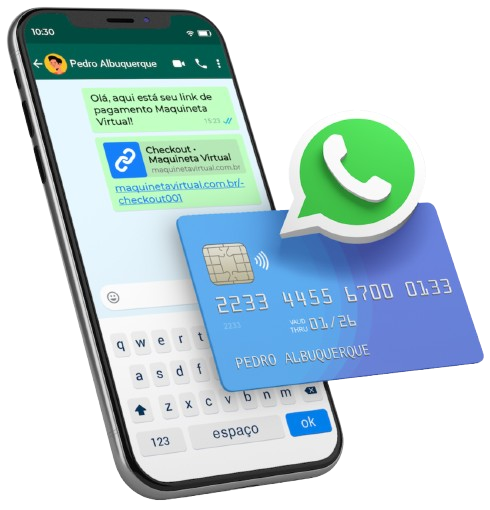 10:30
Pedro Albuquerque
Olá, aqui está seu link de
pagamento Maquineta
Virtual!
15:23
Checkout •
Maquineta Virtual
maquinetavirtual.com.br
maquinetavirtual.com.br/-
checkout001
2233 4455 6700 0133
2233
VALID
THRU 01/26
PEDRO ALBUQUERQUE
q w e r t
a s d f
z x c v b n m
123 espaço ok